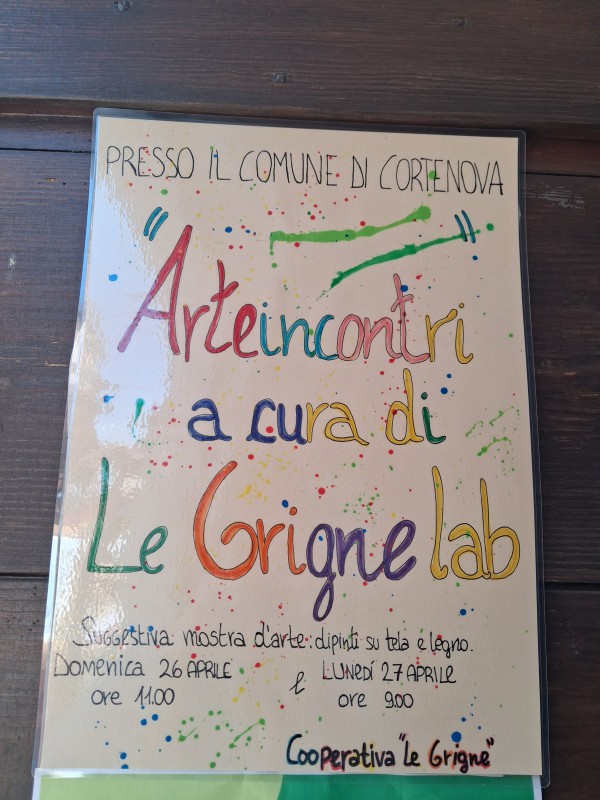 PRESSO IL COMUNE DI CORTENOVA
"Arteincontri"
a cura di
Le Grigne lab
Suggestiva mostra d'arte: dipinti su tela e legno.
Domenica 26 APRILE e LUNEDÍ 27 APRILE
ore 11.00 ore 9.00
Cooperativa "Le Grigne"